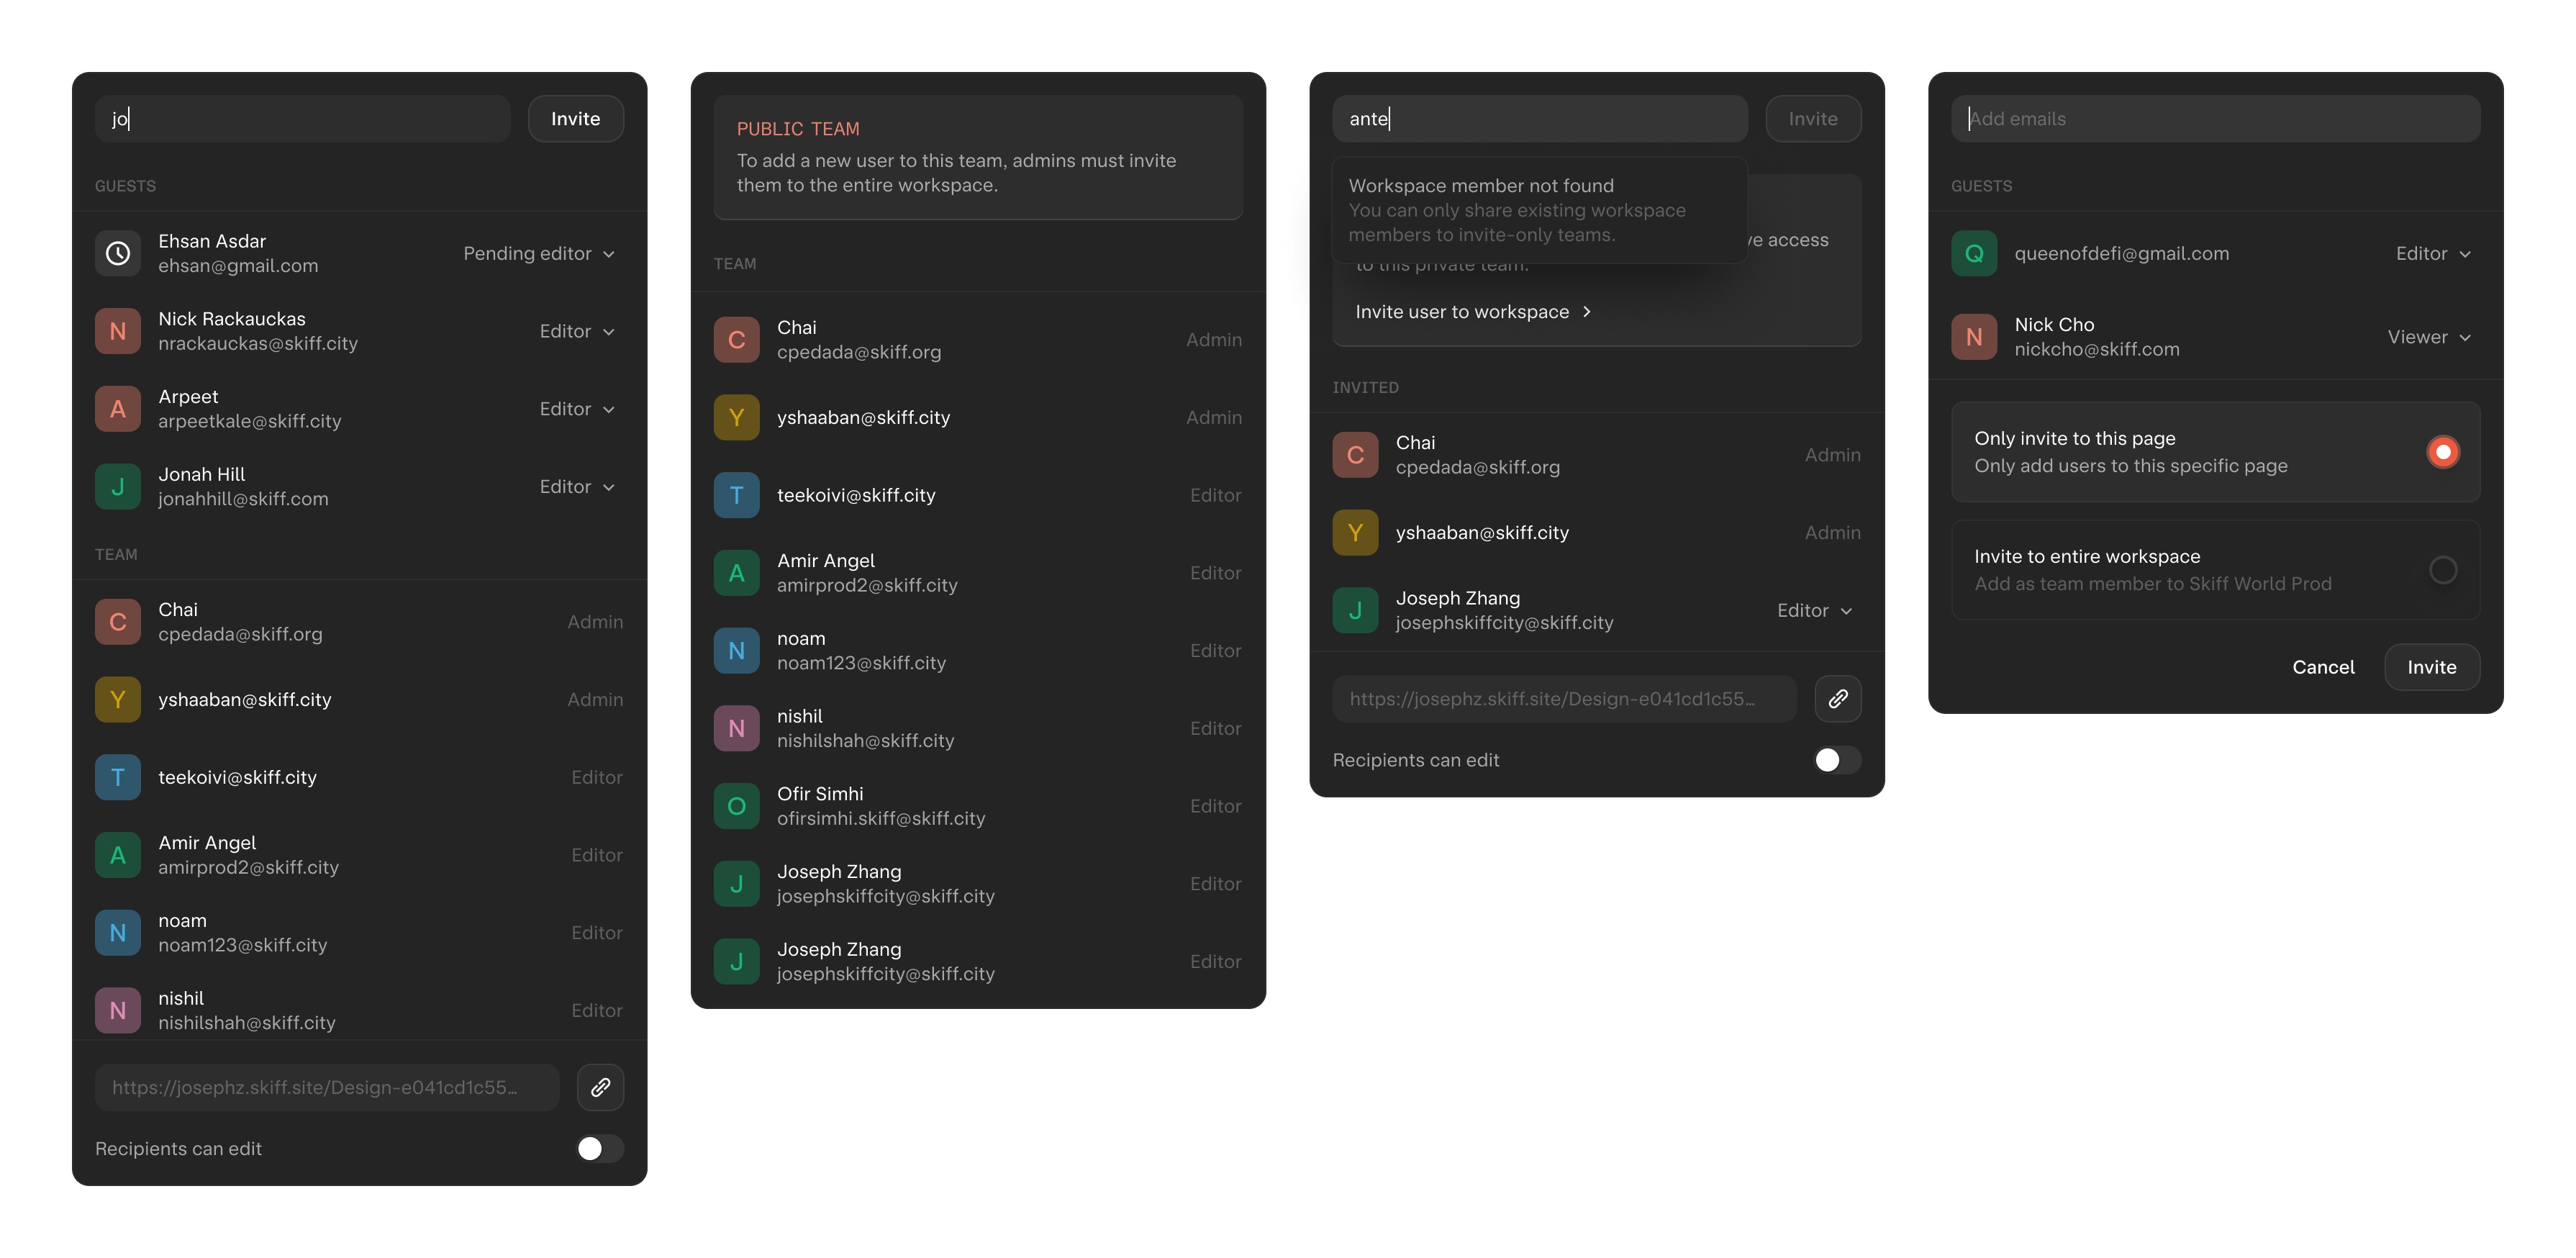 jo
Invite
GUESTS
Ehsan Asdar
ehsan@gmail.com
Pending editor
N
Nick Rackauckas
nrackauckas@skiff.city
Editor
A
Arpeet
arpeetkale@skiff.city
Editor
J
Jonah Hill
jonahhill@skiff.com
Editor
TEAM
C
Chai
cpedada@skiff.org
Admin
Y
yshaaban@skiff.city
Admin
T
teekoivi@skiff.city
Editor
A
Amir Angel
amirprod2@skiff.city
Editor
N
noam
noam123@skiff.city
Editor
N
nishil
nishilshah@skiff.city
Editor
https://josephz.skiff.site/Design-e041cd1c55...
Recipients can edit
PUBLIC TEAM
To add a new user to this team, admins must invite
them to the entire workspace.
TEAM
C
Chai
cpedada@skiff.org
Admin
Y
yshaaban@skiff.city
Admin
T
teekoivi@skiff.city
Editor
A
Amir Angel
amirprod2@skiff.city
Editor
N
noam
noam123@skiff.city
Editor
N
nishil
nishilshah@skiff.city
Editor
O
Ofir Simhi
ofirsimhi.skiff@skiff.city
Editor
J
Joseph Zhang
josephskiffcity@skiff.city
Editor
J
Joseph Zhang
josephskiffcity@skiff.city
Editor
ante
Invite
Workspace member not found
You can only share existing workspace
members to invite-only teams.
access
to this private team.
Invite user to workspace
INVITED
C
Chai
cpedada@skiff.org
Admin
Y
yshaaban@skiff.city
Admin
J
Joseph Zhang
josephskiffcity@skiff.city
Editor
https://josephz.skiff.site/Design-e041cd1c55...
Recipients can edit
Add emails
GUESTS
Q
queenofdefi@gmail.com
Editor
N
Nick Cho
nickcho@skiff.com
Viewer
Only invite to this page
Only add users to this specific page
Invite to entire workspace
Add as team member to Skiff World Prod
Cancel
Invite